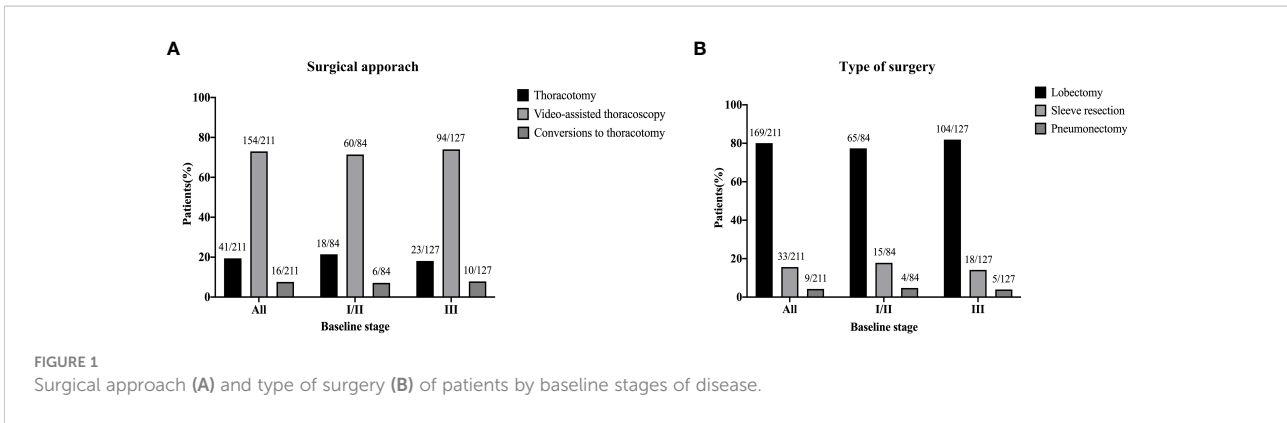 A
Surgical apporach
Thoracotomy
Video-assisted thoracoscopy
Conversions to thoracotomy
Patients(%)
100
80
60
40
20
0
41/211
154/211
16/211
18/84
60/84
6/84
23/127
94/127
10/127
All
I/II
III
Baseline stage
B
Type of surgery
Lobectomy
Sleeve resection
Pneumonectomy
Patients(%)
100
80
60
40
20
0
169/211
33/211
9/211
65/84
15/84
4/84
104/127
18/127
5/127
All
I/II
III
Baseline stage
FIGURE 1
Surgical approach (A) and type of surgery (B) of patients by baseline stages of disease.